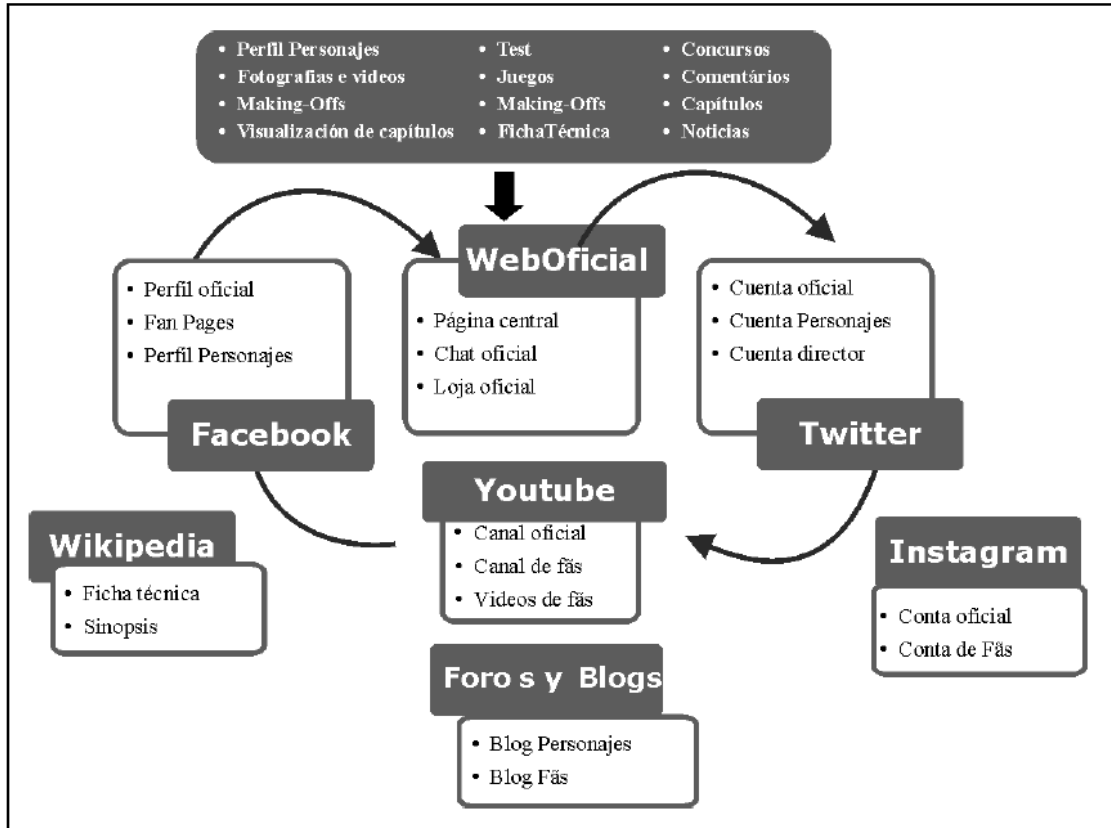 • Perfil Personajes
• Fotografias e videos
• Making-Offs
• Visualización de capítulos
• Test
• Juegos
• Making-Offs
• FichaTécnica
• Concursos
• Comentários
• Capítulos
• Noticias
WebOficial
• Página central
• Chat oficial
• Loja oficial
• Perfil oficial
• Fan Pages
• Perfil Personajes
Facebook
• Cuenta oficial
• Cuenta Personajes
• Cuenta director
Twitter
Youtube
• Canal oficial
• Canal de fãs
• Videos de fãs
Wikipedia
• Ficha técnica
• Sinopsis
Instagram
• Conta oficial
• Conta de Fãs
Foro s y Blogs
• Blog Personajes
• Blog Fãs